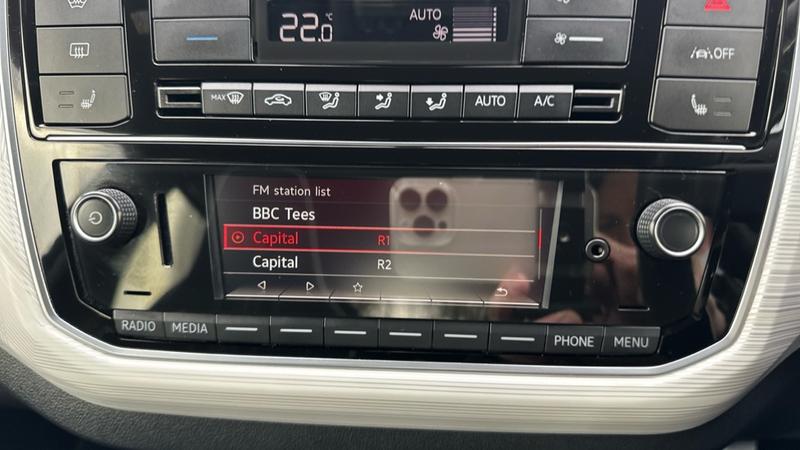 22.0 °C AUTO
OFF
MAX AUTO A/C
FM station list
BBC Tees
Capital R1
Capital R2
RADIO MEDIA PHONE MENU